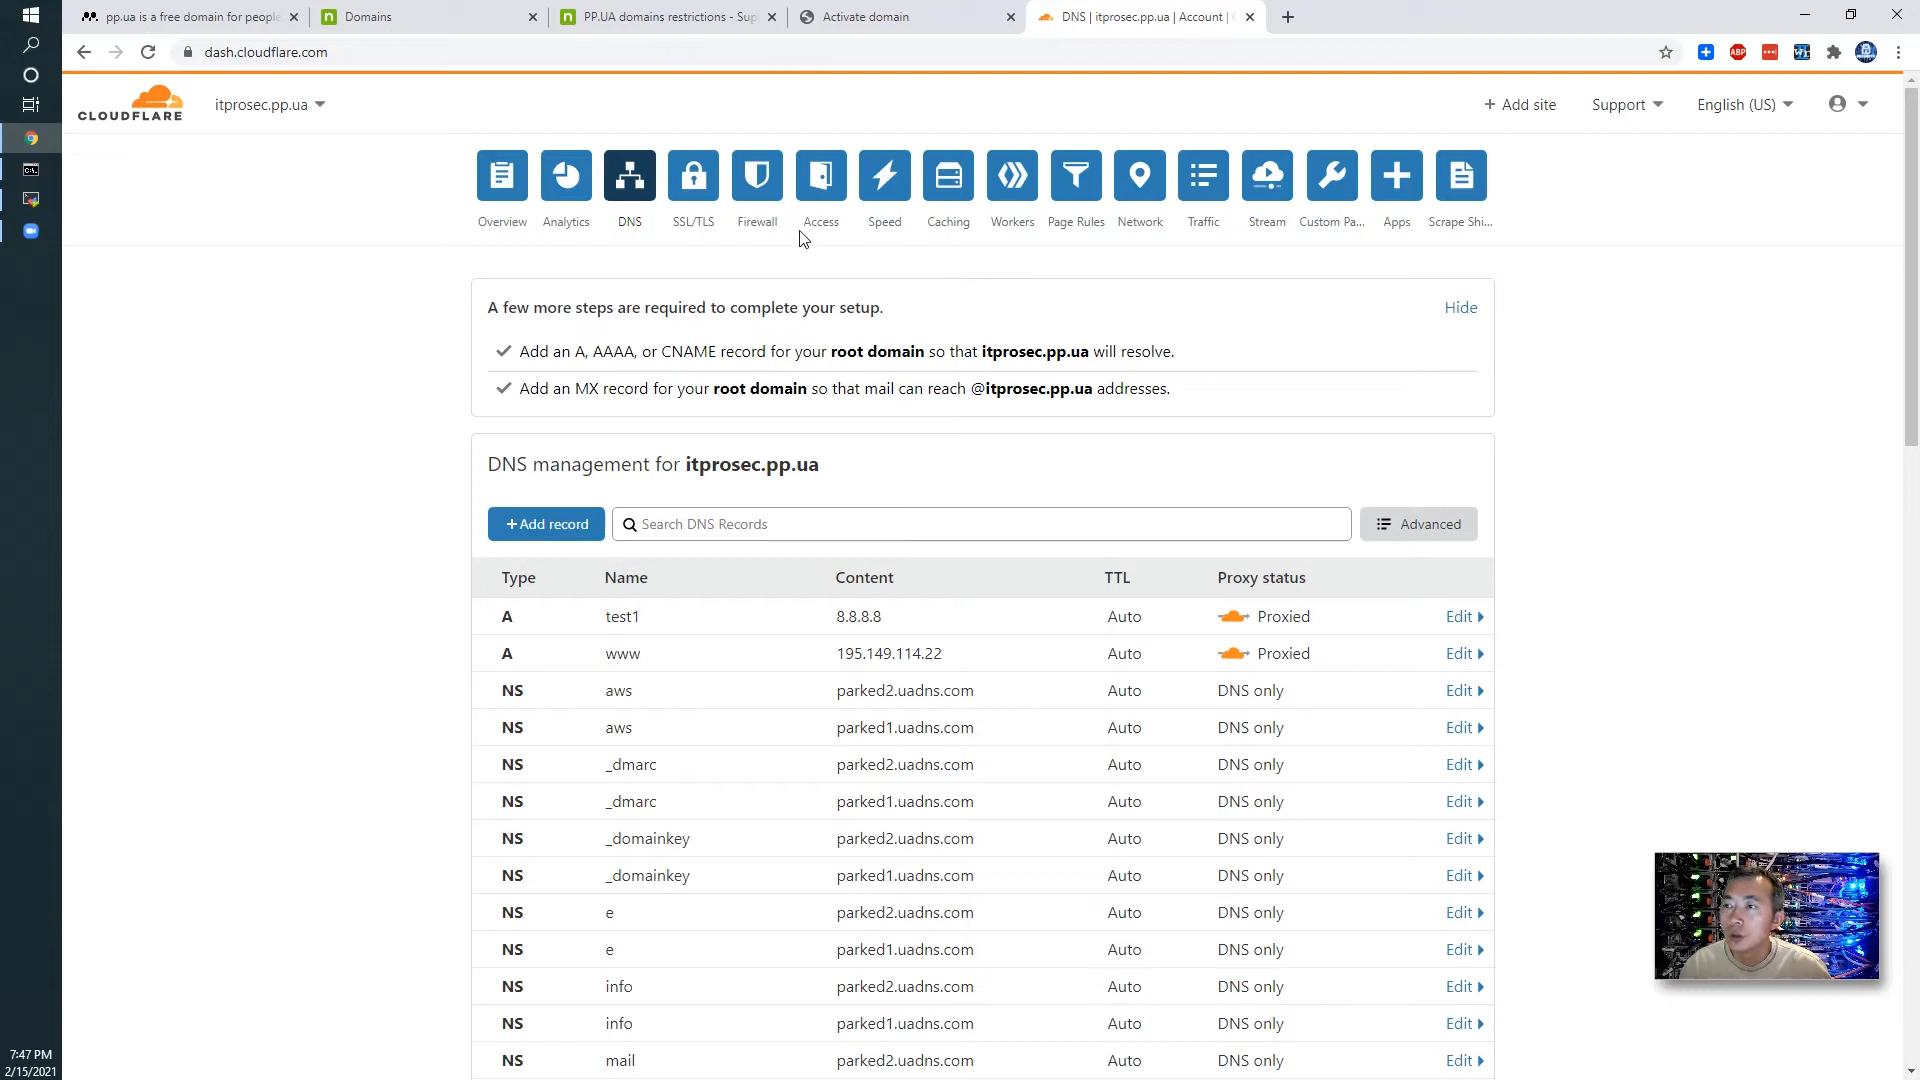 pp.ua is a free domain for people
Domains
PP.UA domains restrictions - Sup
Activate domain
DNS | itprosec.pp.ua | Account |
dash.cloudflare.com
ABP
CLOUDFLARE
itprosec.pp.ua
+ Add site
Support
English (US)
Overview
Analytics
DNS
SSL/TLS
Firewall
Access
Speed
Caching
Workers
Page Rules
Network
Traffic
Stream
Custom Pa...
Apps
Scrape Shi...
A few more steps are required to complete your setup.
Hide
Add an A, AAAA, or CNAME record for your root domain so that itprosec.pp.ua will resolve.
Add an MX record for your root domain so that mail can reach @itprosec.pp.ua addresses.
DNS management for itprosec.pp.ua
+ Add record
Search DNS Records
Advanced
Type Name Content TTL Proxy status
A test1 8.8.8.8 Auto Proxied Edit
A www 195.149.114.22 Auto Proxied Edit
NS aws parked2.uadns.com Auto DNS only Edit
NS aws parked1.uadns.com Auto DNS only Edit
NS _dmarc parked2.uadns.com Auto DNS only Edit
NS _dmarc parked1.uadns.com Auto DNS only Edit
NS _domainkey parked2.uadns.com Auto DNS only Edit
NS _domainkey parked1.uadns.com Auto DNS only Edit
NS e parked2.uadns.com Auto DNS only Edit
NS e parked1.uadns.com Auto DNS only Edit
NS info parked2.uadns.com Auto DNS only Edit
NS info parked1.uadns.com Auto DNS only Edit
NS mail parked2.uadns.com Auto DNS only Edit
7:47 PM
2/15/2021